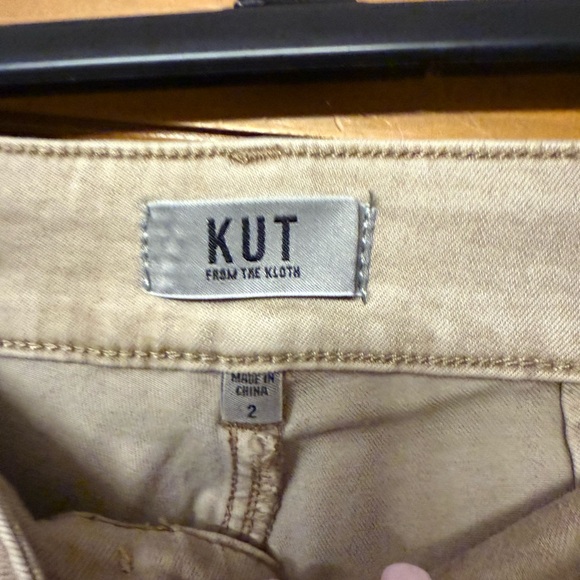 KUT
FROM THE KLOTH
MADE IN
CHINA
2